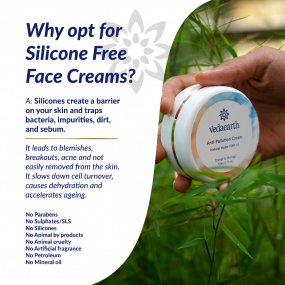 Why opt for
Silicone Free
Face Creams?
A: Silicones create a barrier
on your skin and traps
bacteria, impurities, dirt,
and sebum.
It leads to blemishes,
breakouts, acne and not
easily removed from the skin.
It slows down cell turnover,
causes dehydration and
accelerates ageing.
No Parabens
No Sulphates/SLS
No Silicones
No Animal by products
No Animal cruelty
No Artificial fragrance
No Petroleum
No Mineral oil
vedaearth
Anti Pollution Cream